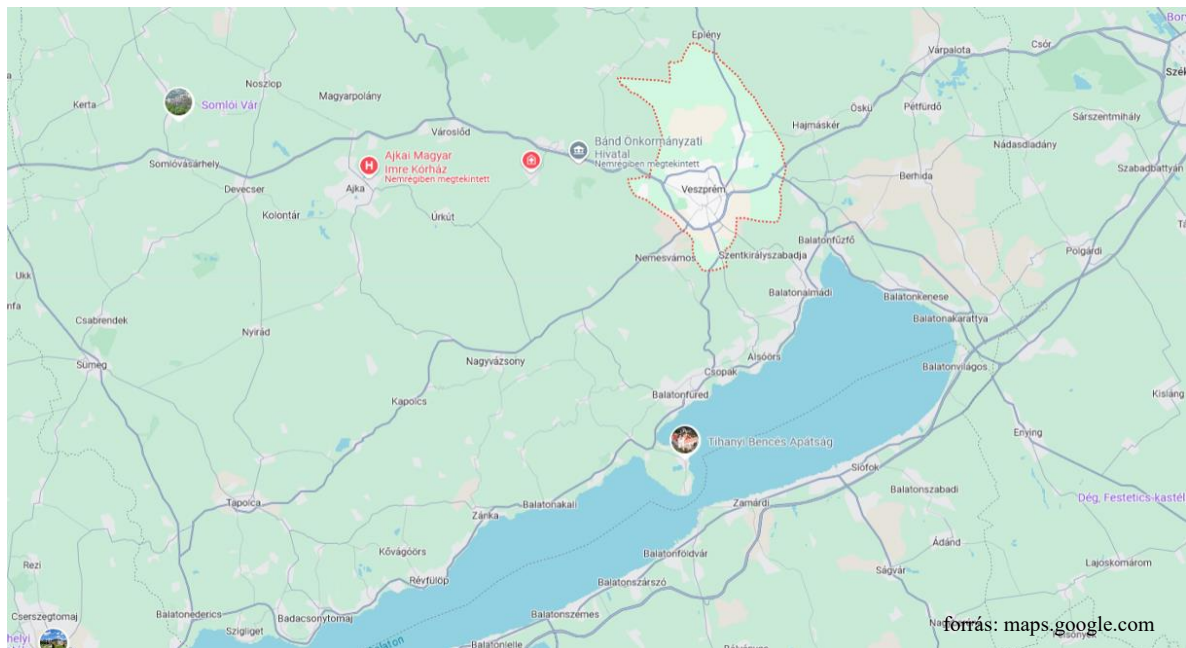 Eplény
Várpalota
Csór
Noszlop
Kerta
Somlói Vár
Magyarpolány
Pétfürdő
Öskü
Sárszentmihály
Hajmáskér
Városlőd
Bánd Önkormányzati
Hivatal
Nemrégiben megtekintett
Nádasdladány
Somlóvásárhely
Ajkai Magyar
Imre Kórház
Nemrégiben megtekintett
Szabadbattyán
Devecser
Ajka
Veszprém
Berhida
Kolontár
Úrkút
Balatonfűzfő
Polgárdi
Nemesvámos
Szentkirályszabadja
Ukk
Balatonalmádi
Balatonkenese
Csabrendek
Balatonakarattya
Nyirád
Sümeg
Nagyvázsony
Alsóörs
Csopak
Balatonvilágos
Balatonfüred
Kisláng
Kapolcs
Enying
Tihanyi Bencés Apátság
Siófok
Balatonszabadi
Dég, Festetics-kastél
Tapolca
Balatonakali
Zamárdi
Zánka
Ádánd
Kővágóörs
Balatonföldvár
Rezi
Lajoskomárom
Révfülöp
Balatonszárszó
Ságvár
Cserszegtomaj
Balatonederics
Badacsonytomaj
Balatonszemes
Szigliget
forrás: maps.google.com
Balatonlelle